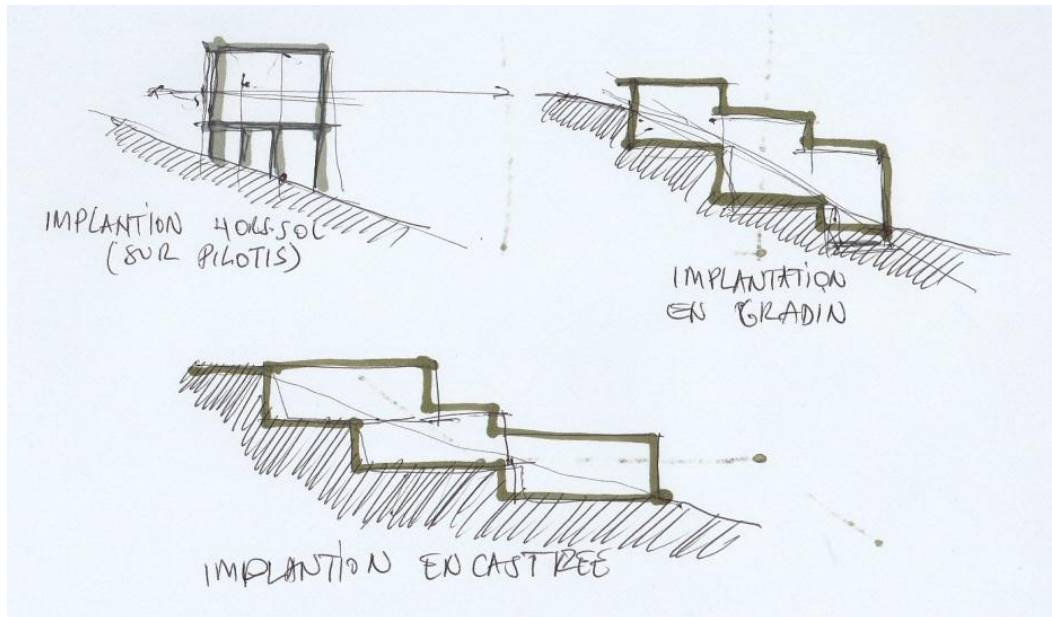 IMPLANTION HORS-SOL
(SUR PILOTIS)
IMPLANTATION
EN GRADIN
IMPLANTION ENCASTREE